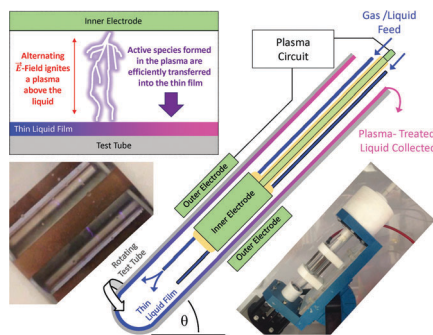 Inner Electrode
Alternating
E-Field ignites
a plasma
above the
liquid
Active species formed
in the plasma are
efficiently transferred
into the thin film
Thin Liquid Film
Test Tube
Plasma
Circuit
Gas /Liquid
Feed
Plasma- Treated
Liquid Collected
Outer Electrode
Inner Electrode
Outer Electrode
Rotating
Test Tube
Thin
Liquid Film
θ